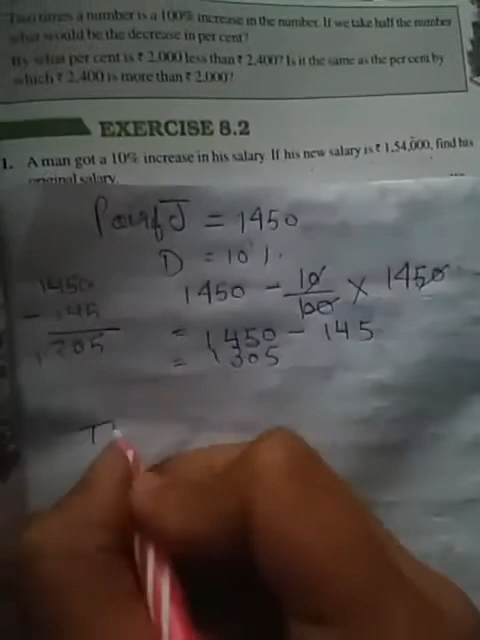 Two times a number is a 100% increase in the number. If we take half the number
what would be the decrease in per cent?
By what per cent is ₹ 2,000 less than ₹ 2,400? Is it the same as the per cent by
which ₹ 2,400 is more than ₹ 2,000?
EXERCISE 8.2
1. A man got a 10% increase in his salary. If his new salary is ₹ 1,54,000, find his
original salary.
= 1450
D = 10%.
1450 - 10/100 × 1450
= 1450 - 145
= 1305
1450
- 145
1305
T